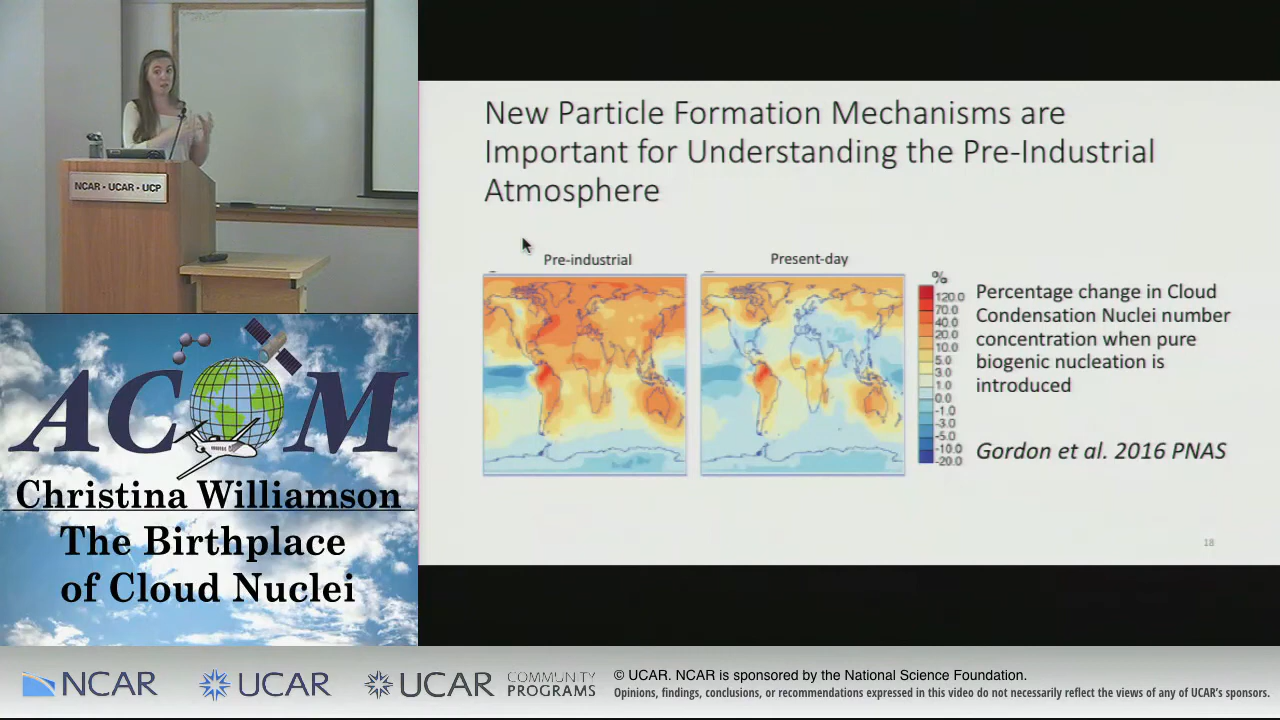 NCAR • UCAR • UCP
ACOM
Christina Williamson
The Birthplace
of Cloud Nuclei
New Particle Formation Mechanisms are
Important for Understanding the Pre-Industrial
Atmosphere
Pre-industrial
Present-day
%
120.0
70.0
40.0
20.0
10.0
5.0
3.0
1.0
0.0
-1.0
-3.0
-5.0
-10.0
-20.0
Percentage change in Cloud
Condensation Nuclei number
concentration when pure
biogenic nucleation is
introduced
Gordon et al. 2016 PNAS
18
NCAR
UCAR
UCAR
COMMUNITY
PROGRAMS
© UCAR. NCAR is sponsored by the National Science Foundation.
Opinions, findings, conclusions, or recommendations expressed in this video do not necessarily reflect the views of any of UCAR's sponsors.